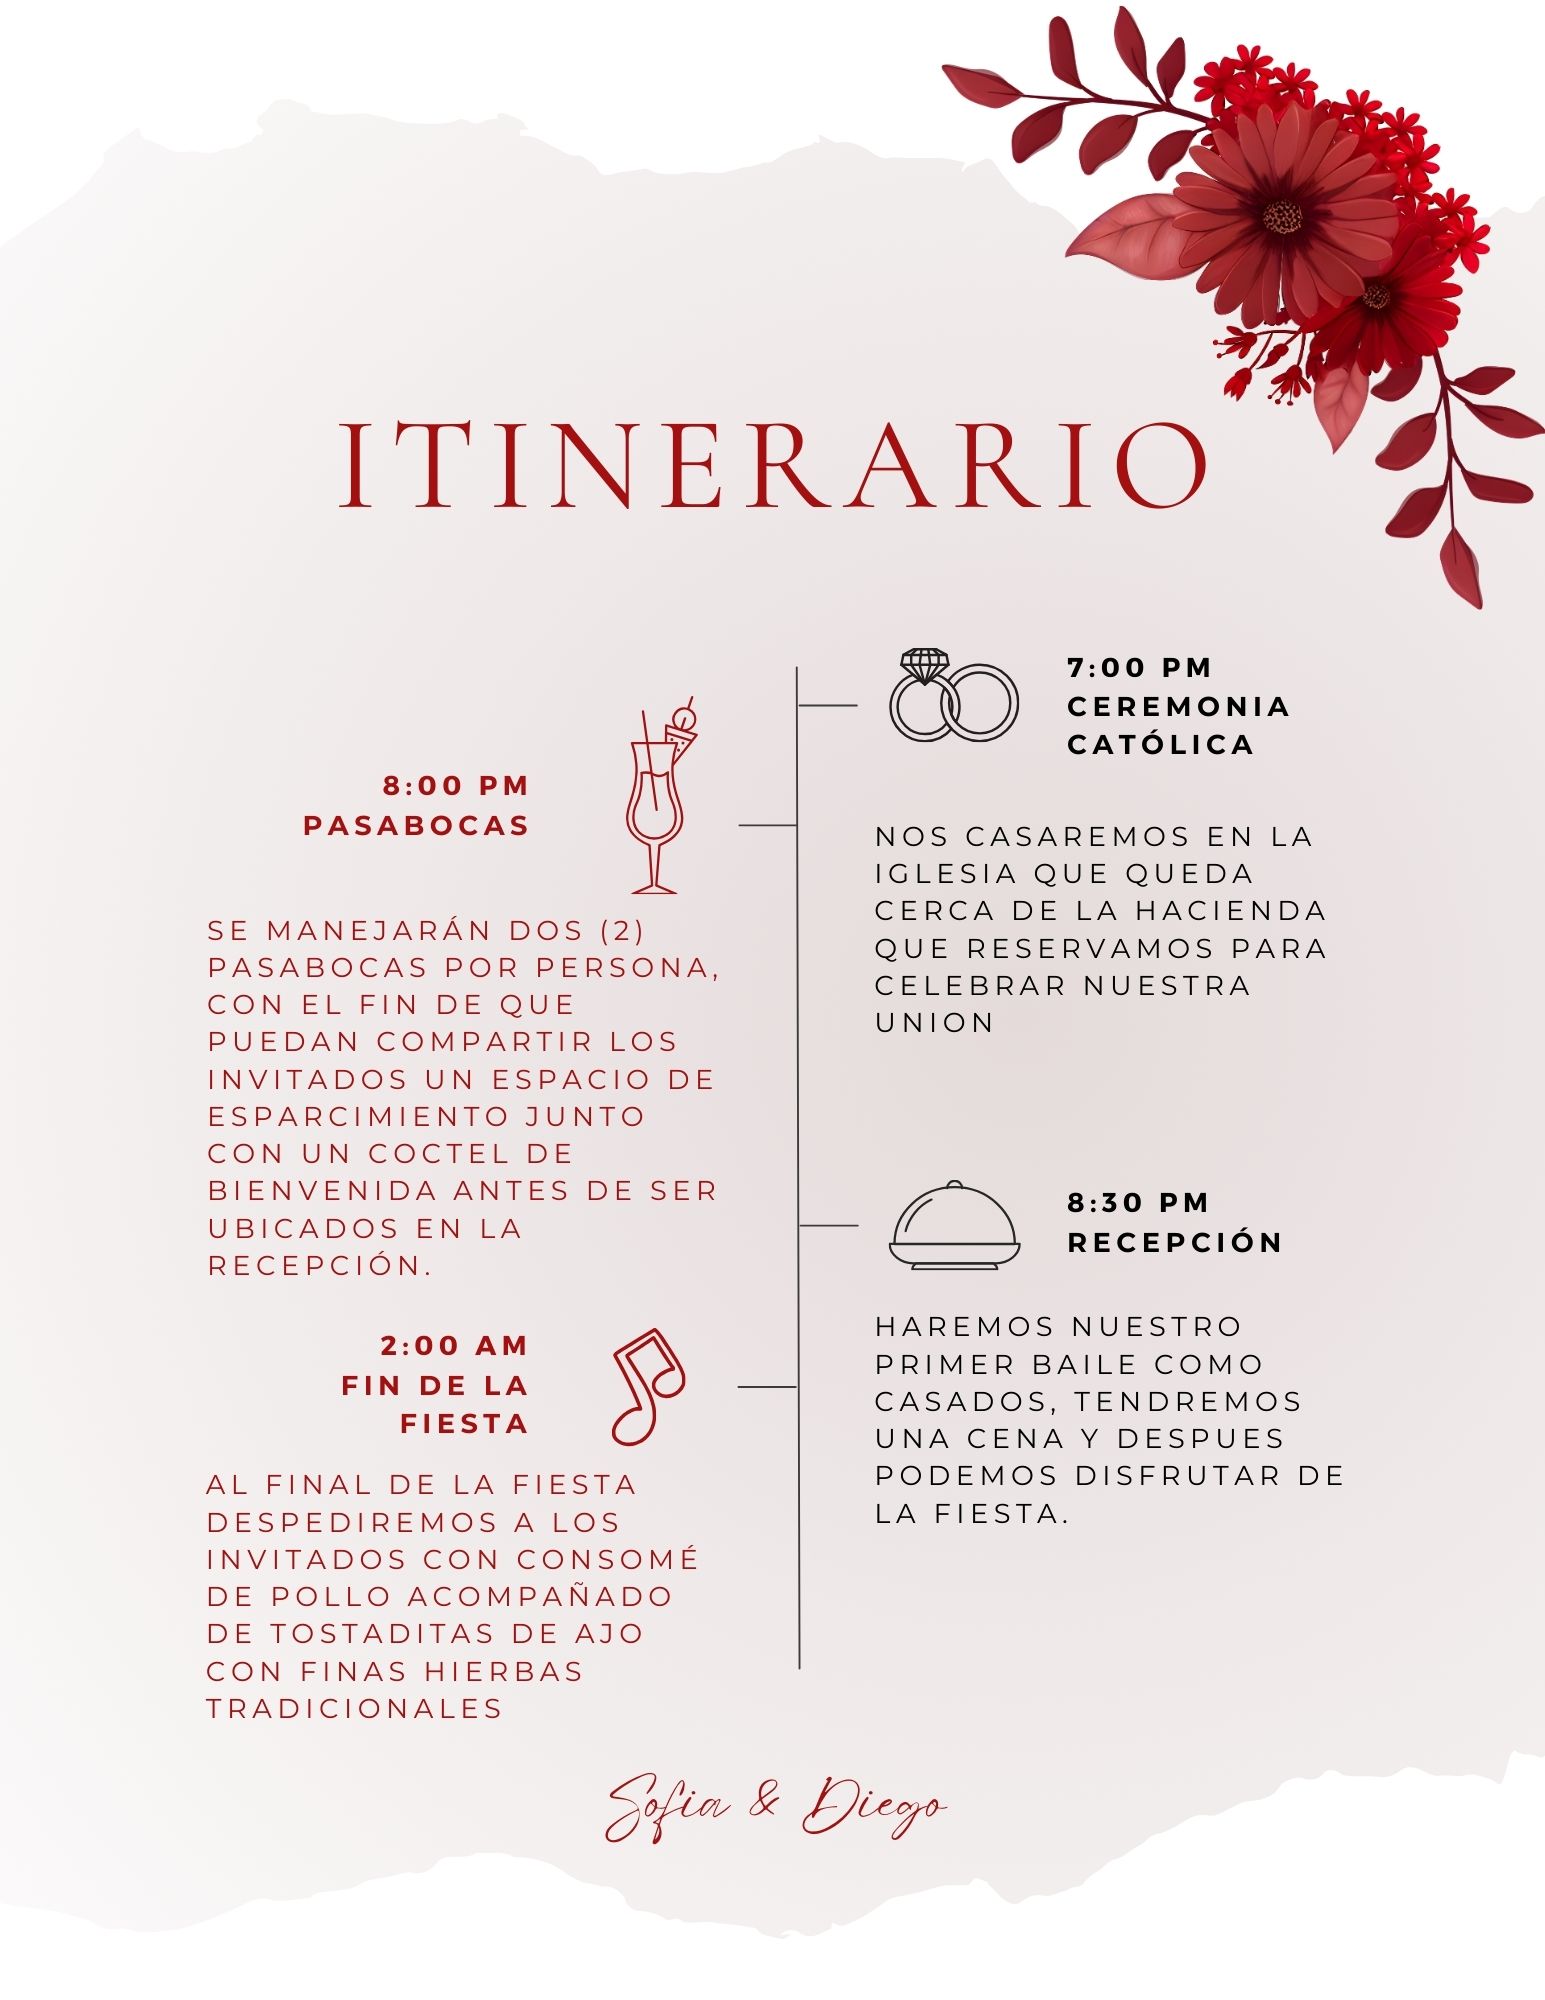 ITINERARIO
7:00 PM
CEREMONIA
CATÓLICA
NOS CASAREMOS EN LA
IGLESIA QUE QUEDA
CERCA DE LA HACIENDA
QUE RESERVAMOS PARA
CELEBRAR NUESTRA
UNION
8:00 PM
PASABOCAS
SE MANEJARÁN DOS (2)
PASABOCAS POR PERSONA,
CON EL FIN DE QUE
PUEDAN COMPARTIR LOS
INVITADOS UN ESPACIO DE
ESPARCIMIENTO JUNTO
CON UN COCTEL DE
BIENVENIDA ANTES DE SER
UBICADOS EN LA
RECEPCIÓN.
8:30 PM
RECEPCIÓN
HAREMOS NUESTRO
PRIMER BAILE COMO
CASADOS, TENDREMOS
UNA CENA Y DESPUES
PODEMOS DISFRUTAR DE
LA FIESTA.
2:00 AM
FIN DE LA
FIESTA
AL FINAL DE LA FIESTA
DESPEDIREMOS A LOS
INVITADOS CON CONSOMÉ
DE POLLO ACOMPAÑADO
DE TOSTADITAS DE AJO
CON FINAS HIERBAS
TRADICIONALES
Sofia & Diego